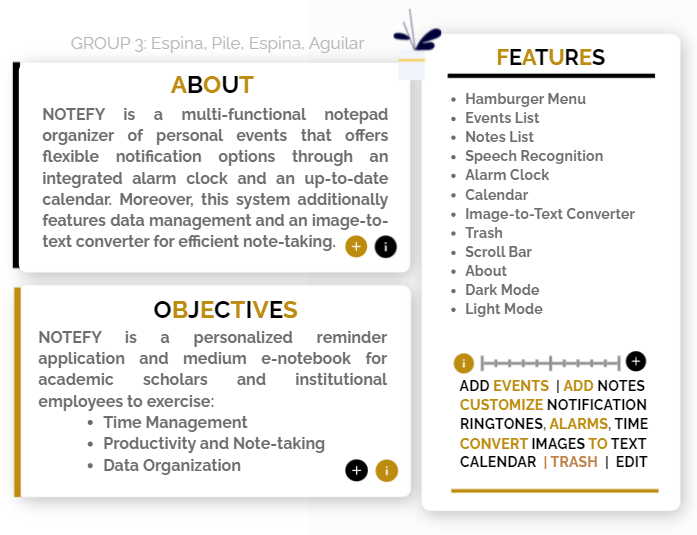 GROUP 3: Espina, Pile, Espina, Aguilar
ABOUT
NOTEFY is a multi-functional notepad
organizer of personal events that offers
flexible notification options through an
integrated alarm clock and an up-to-date
calendar. Moreover, this system additionally
features data management and an image-to-
text converter for efficient note-taking.
OBJECTIVES
NOTEFY is a personalized reminder
application and medium e-notebook for
academic scholars and institutional
employees to exercise:
• Time Management
• Productivity and Note-taking
• Data Organization
FEATURES
• Hamburger Menu
• Events List
• Notes List
• Speech Recognition
• Alarm Clock
• Calendar
• Image-to-Text Converter
• Trash
• Scroll Bar
• About
• Dark Mode
• Light Mode
ADD EVENTS | ADD NOTES
CUSTOMIZE NOTIFICATION
RINGTONES, ALARMS, TIME
CONVERT IMAGES TO TEXT
CALENDAR | TRASH | EDIT